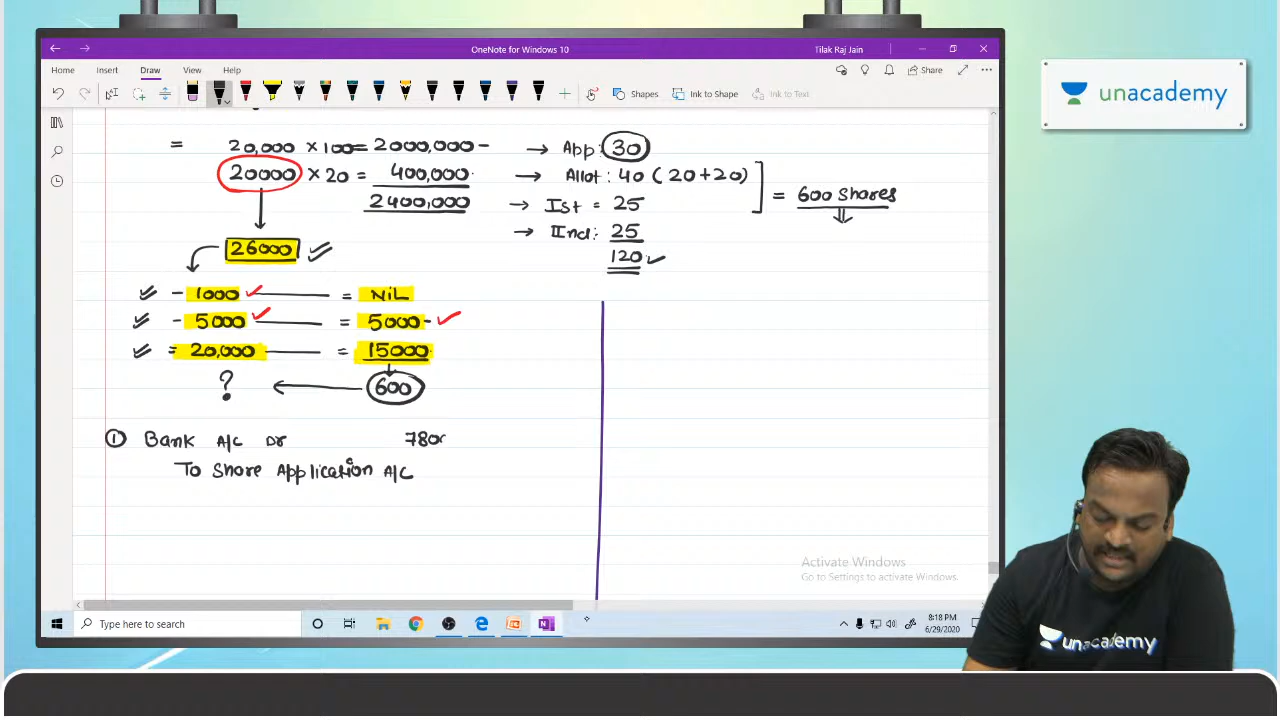 OneNote for Windows 10
Tilak Raj Jain
Home Insert Draw View Help
Share
Shapes Ink to Shape Ink to Text
unacademy
= 20,000 × 100 = 2000,000 - → App: 30
20000 × 20 = 400,000 → Allot: 40 (20+20)
2400,000 → Ist = 25 = 600 Shares
→ IInd: 25
26000 120
- 1000 = NiL
- 5000 = 5000 -
= 20,000 = 15000
? 600
① Bank A/C Dr 780
To Share Application A/C
Activate Windows
Go to Settings to activate Windows.
Type here to search
8:18 PM
6/29/2020
unacademy